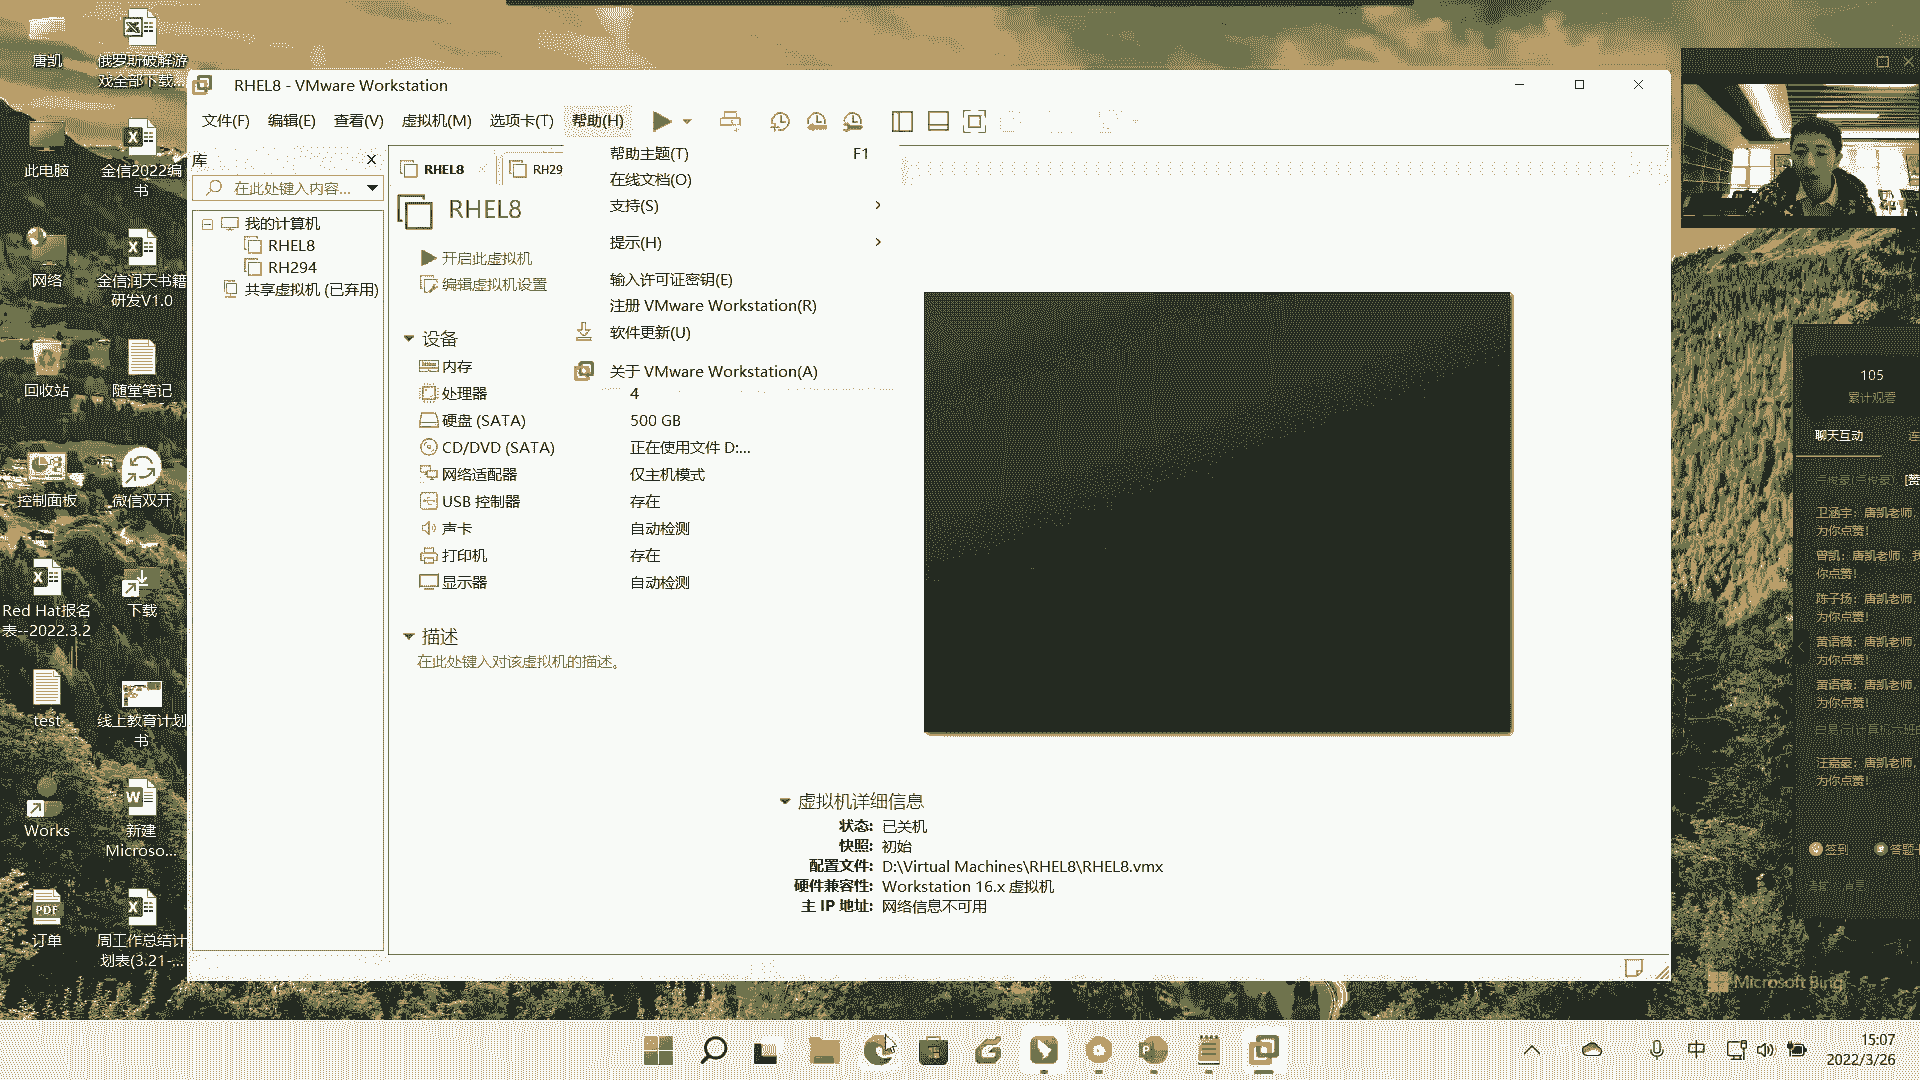 唐凯
俄罗斯破解游
戏全部下载...
此电脑
金信2022编
书
网络
金信润天书籍
研发V1.0
回收站
随堂笔记
控制面板
微信双开
Red Hat报名
表--2022.3.2
下载
test
线上教育计划
书
Works
新建
Microso...
PDF
订单
周工作总结计
划表(3.21-...
RHEL8 - VMware Workstation
文件(F) 编辑(E) 查看(V) 虚拟机(M) 选项卡(T) 帮助(H)
库
在此处键入内容...
我的计算机
RHEL8
RH294
共享虚拟机 (已弃用)
RHEL8
RH29
RHEL8
开启此虚拟机
编辑虚拟机设置
帮助主题(T) F1
在线文档(O)
支持(S)
提示(H)
输入许可证密钥(E)
注册 VMware Workstation(R)
软件更新(U)
关于 VMware Workstation(A)
设备
内存
处理器 4
硬盘 (SATA) 500 GB
CD/DVD (SATA) 正在使用文件 D:...
网络适配器 仅主机模式
USB 控制器 存在
声卡 自动检测
打印机 存在
显示器 自动检测
描述
在此处键入对该虚拟机的描述。
虚拟机详细信息
状态: 已关机
快照: 初始
配置文件: D:\Virtual Machines\RHEL8\RHEL8.vmx
硬件兼容性: Workstation 16.x 虚拟机
主 IP 地址: 网络信息不可用
105
累计观看
聊天互动
卫涵宇: 唐凯老师,
为你点赞!
曾凯: 唐凯老师, 我
你点赞!
陈子扬: 唐凯老师,
为你点赞!
黄语薇: 唐凯老师,
为你点赞!
黄语薇: 唐凯老师,
为你点赞!
汪嘉豪: 唐凯老师,
为你点赞!
签到
答题卡
Microsoft Bing
中
15:07
2022/3/26